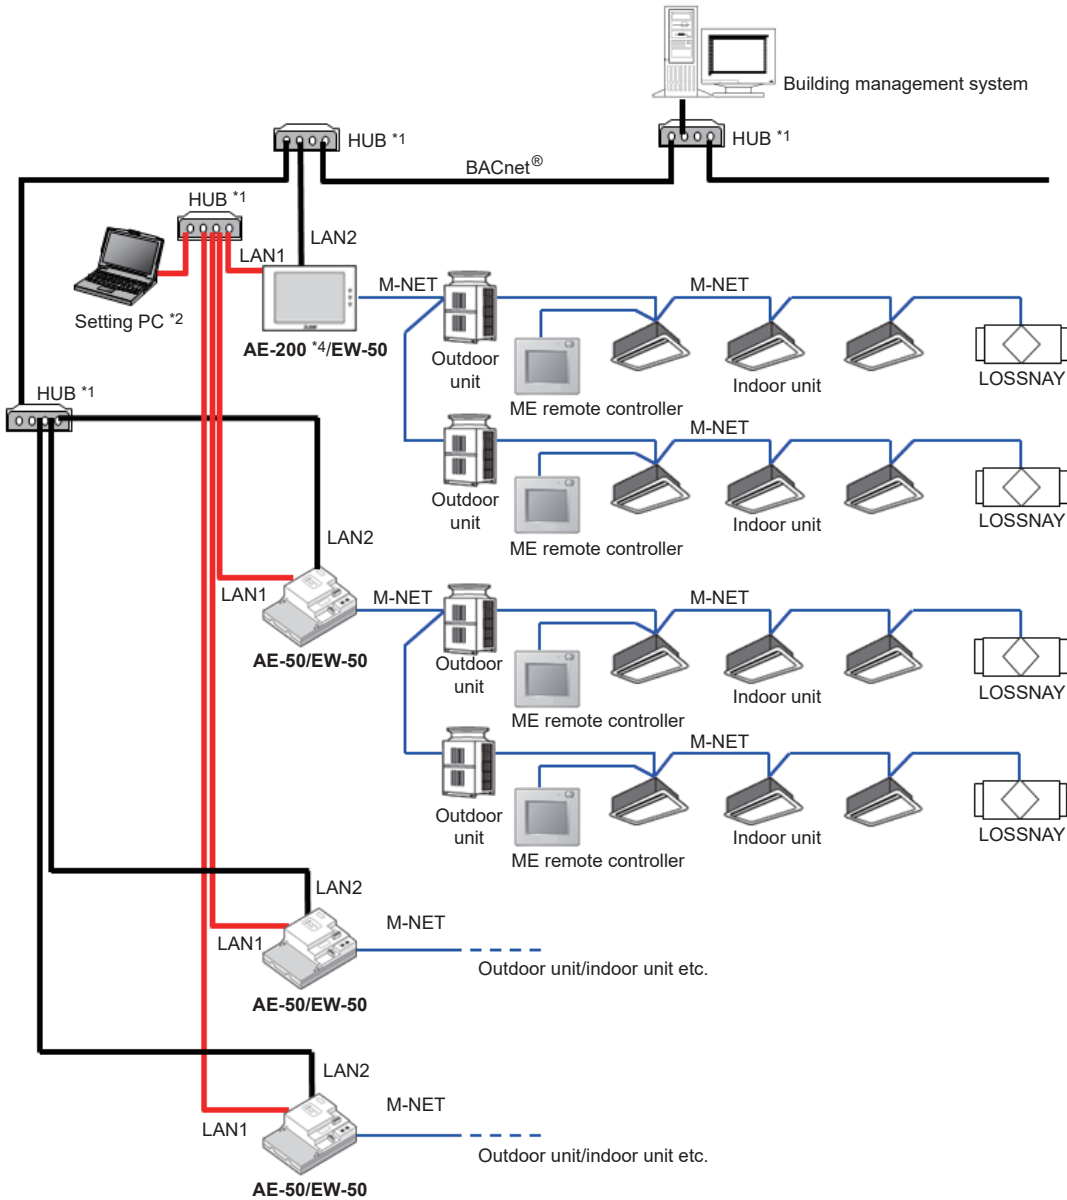 Building management system
HUB *1
HUB *1
BACnet®
HUB *1
LAN2
LAN1
M-NET
M-NET
Setting PC *2
AE-200 *4/EW-50
Outdoor
unit
ME remote controller
Indoor unit
LOSSNAY
HUB *1
M-NET
Outdoor
unit
ME remote controller
Indoor unit
LOSSNAY
LAN2
LAN1
M-NET
M-NET
AE-50/EW-50
Outdoor
unit
ME remote controller
Indoor unit
LOSSNAY
M-NET
Outdoor
unit
ME remote controller
Indoor unit
LOSSNAY
LAN2
LAN1
M-NET
Outdoor unit/indoor unit etc.
AE-50/EW-50
LAN2
LAN1
M-NET
Outdoor unit/indoor unit etc.
AE-50/EW-50